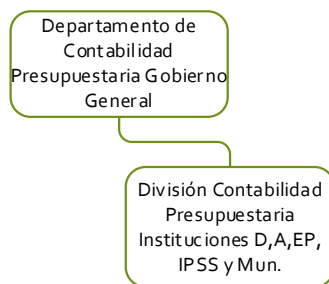 Departamento de
Contabilidad
Presupuestaria Gobierno
General
División Contabilidad
Presupuestaria
Instituciones D,A,EP,
IPSS y Mun.